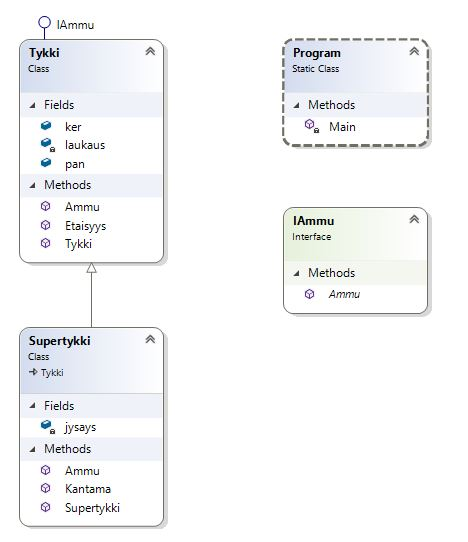 IAmmu
Tykki
Class
Fields
ker
laukaus
pan
Methods
Ammu
Etaisyys
Tykki
Supertykki
Class
Tykki
Fields
jysays
Methods
Ammu
Kantama
Supertykki
Program
Static Class
Methods
Main
IAmmu
Interface
Methods
Ammu